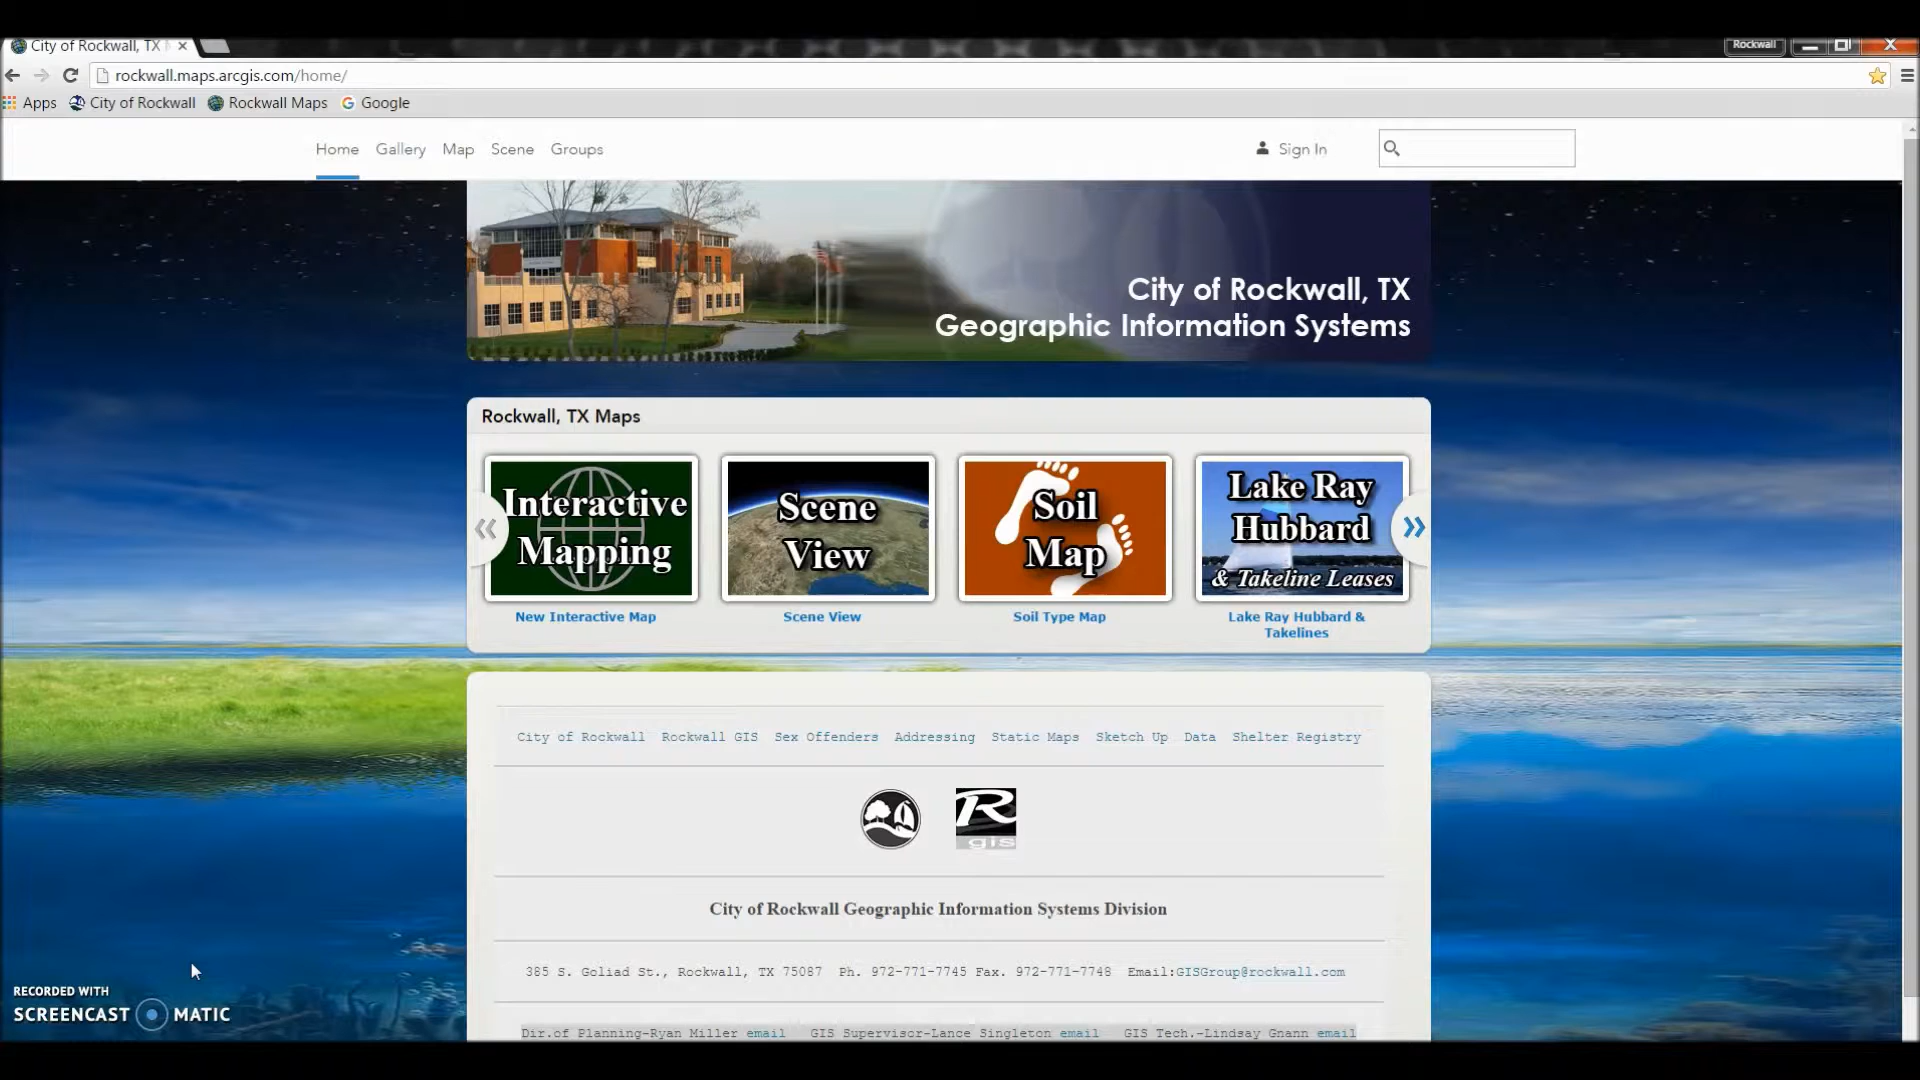 City of Rockwall, TX
Rockwall
rockwall.maps.arcgis.com/home/
Apps City of Rockwall Rockwall Maps Google
Home Gallery Map Scene Groups Sign In
City of Rockwall, TX
Geographic Information Systems
Rockwall, TX Maps
Interactive
Mapping
Scene
View
Soil
Map
Lake Ray
Hubbard
& Takeline Leases
New Interactive Map
Scene View
Soil Type Map
Lake Ray Hubbard &
Takelines
City of Rockwall Rockwall GIS Sex Offenders Addressing Static Maps Sketch Up Data Shelter Registry
R
gis
City of Rockwall Geographic Information Systems Division
385 S. Goliad St., Rockwall, TX 75087 Ph. 972-771-7745 Fax. 972-771-7748 Email:GISGroup@rockwall.com
Dir.of Planning-Ryan Miller email GIS Supervisor-Lance Singleton email GIS Tech.-Lindsay Gnann email
RECORDED WITH
SCREENCAST MATIC